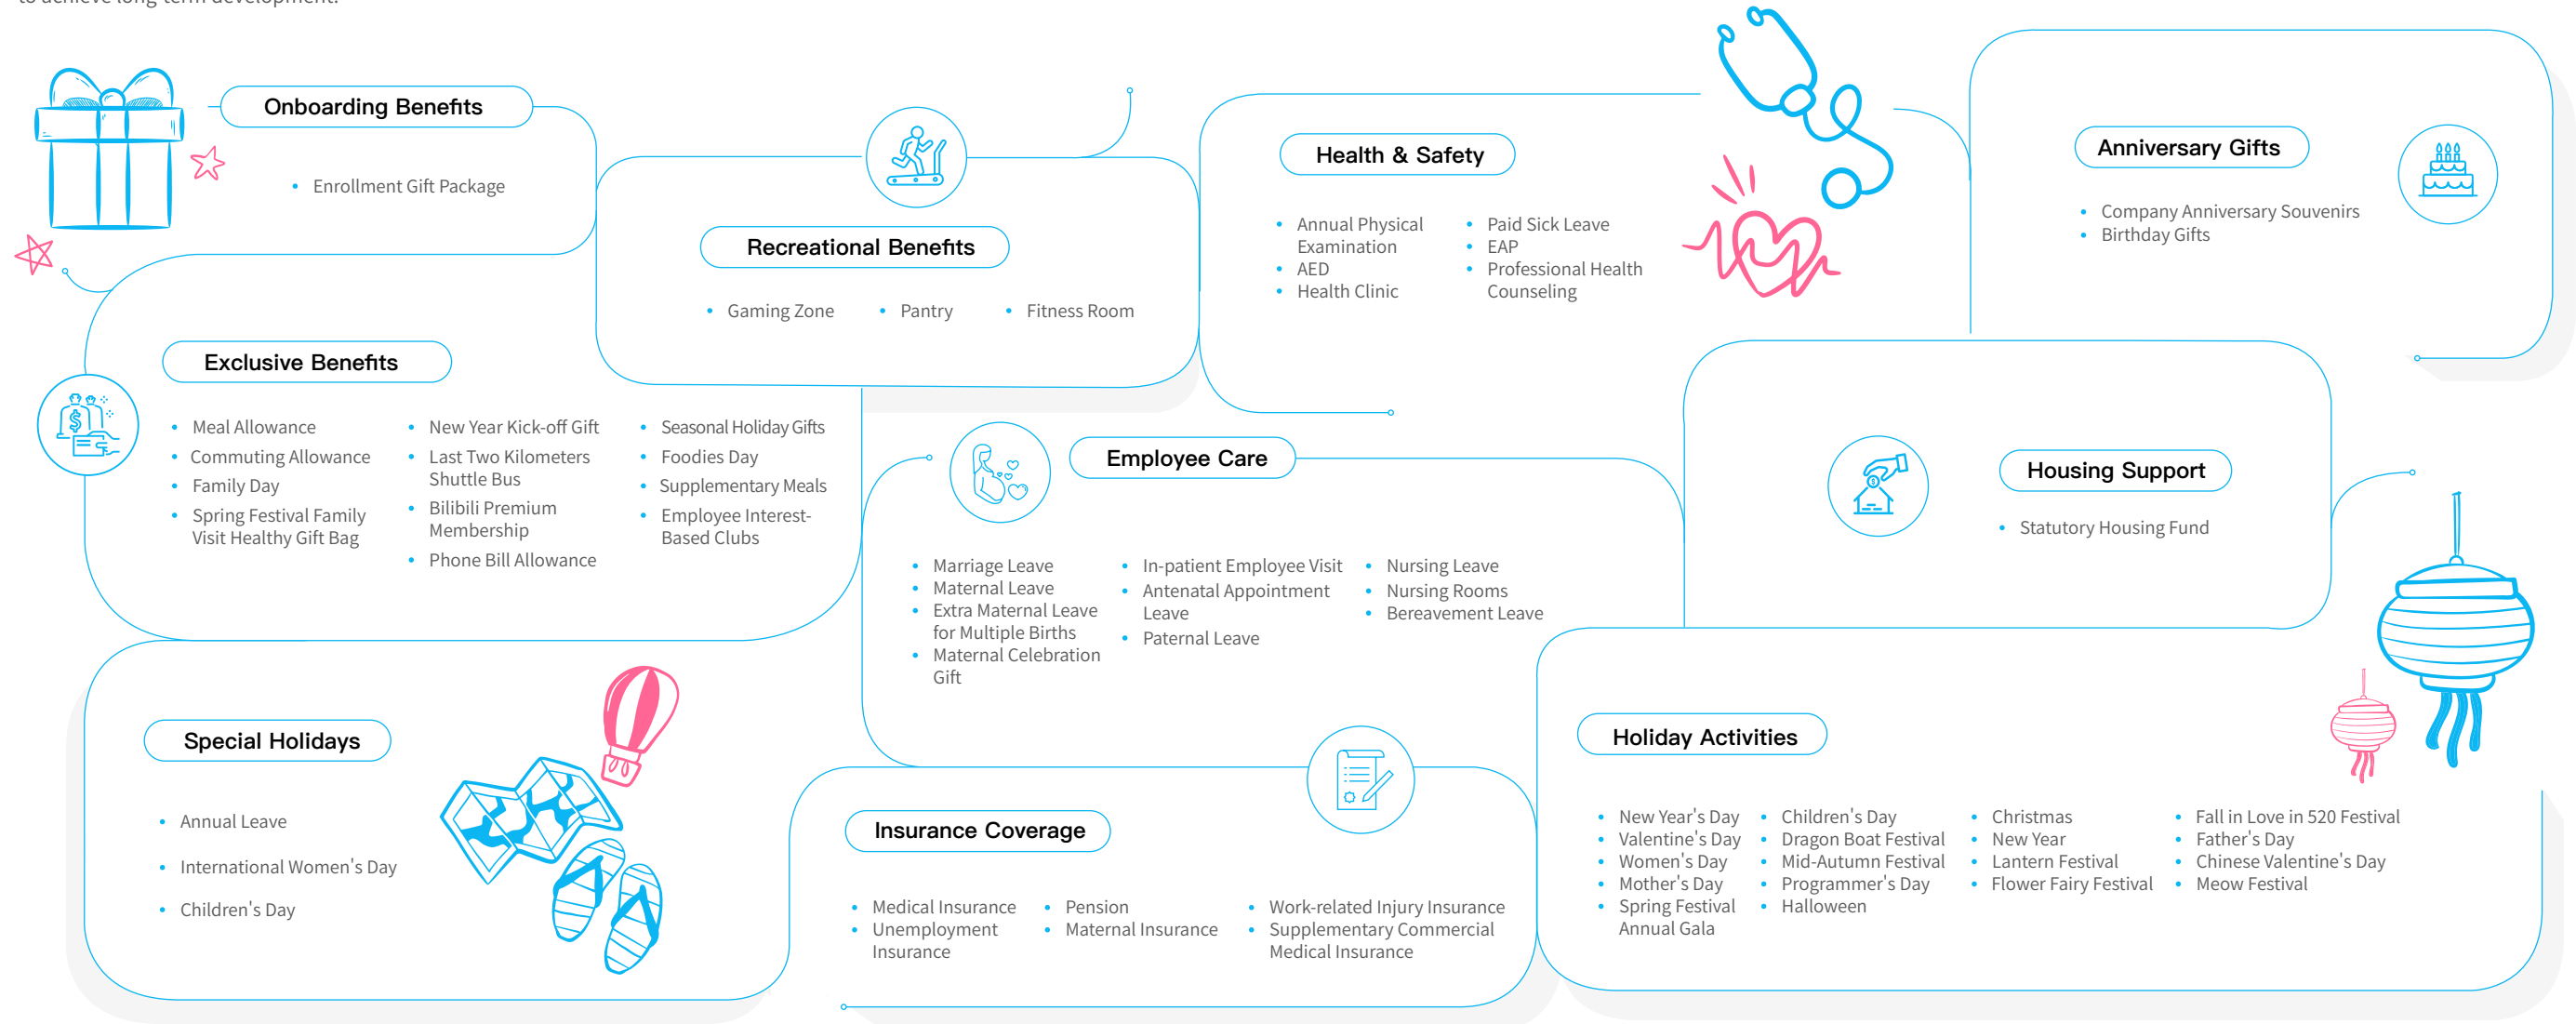 to achieve long-term development.
Onboarding Benefits
• Enrollment Gift Package
Recreational Benefits
• Gaming Zone
• Pantry
• Fitness Room
Health & Safety
• Annual Physical
Examination
• AED
• Health Clinic
• Paid Sick Leave
• EAP
• Professional Health
Counseling
Anniversary Gifts
• Company Anniversary Souvenirs
• Birthday Gifts
Exclusive Benefits
• Meal Allowance
• Commuting Allowance
• Family Day
• Spring Festival Family
Visit Healthy Gift Bag
• New Year Kick-off Gift
• Last Two Kilometers
Shuttle Bus
• Bilibili Premium
Membership
• Phone Bill Allowance
• Seasonal Holiday Gifts
• Foodies Day
• Supplementary Meals
• Employee Interest-
Based Clubs
Employee Care
• Marriage Leave
• Maternal Leave
• Extra Maternal Leave
for Multiple Births
• Maternal Celebration
Gift
• In-patient Employee Visit
• Antenatal Appointment
Leave
• Paternal Leave
• Nursing Leave
• Nursing Rooms
• Bereavement Leave
Housing Support
• Statutory Housing Fund
Special Holidays
• Annual Leave
• International Women's Day
• Children's Day
Insurance Coverage
• Medical Insurance
• Unemployment
Insurance
• Pension
• Maternal Insurance
• Work-related Injury Insurance
• Supplementary Commercial
Medical Insurance
Holiday Activities
• New Year's Day
• Valentine's Day
• Women's Day
• Mother's Day
• Spring Festival
Annual Gala
• Children's Day
• Dragon Boat Festival
• Mid-Autumn Festival
• Programmer's Day
• Halloween
• Christmas
• New Year
• Lantern Festival
• Flower Fairy Festival
• Fall in Love in 520 Festival
• Father's Day
• Chinese Valentine's Day
• Meow Festival